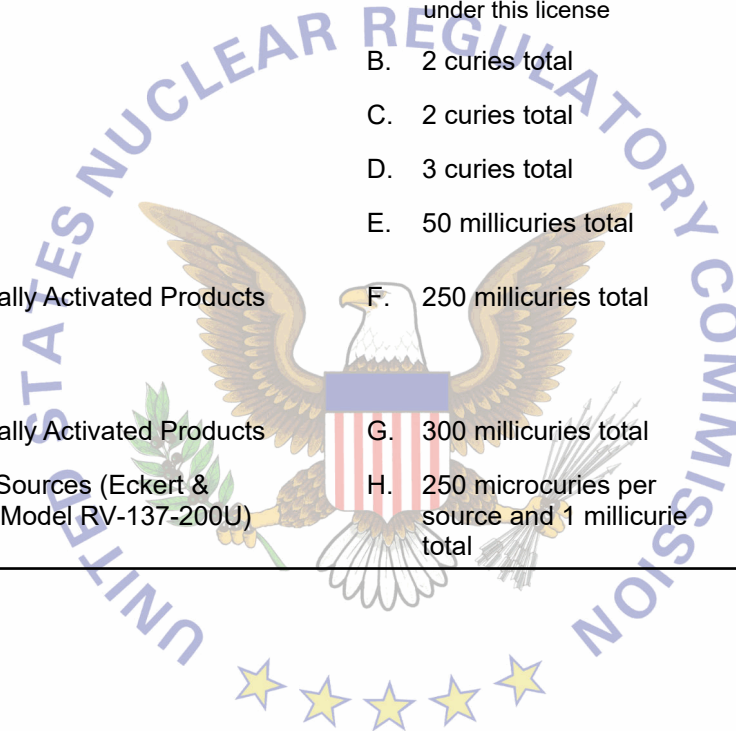 under this license
B. 2 curies total
C. 2 curies total
D. 3 curies total
E. 50 millicuries total
ally Activated Products F. 250 millicuries total
ally Activated Products G. 300 millicuries total
Sources (Eckert & H. 250 microcuries per
Model RV-137-200U) source and 1 millicurie
total
UNITED STATES NUCLEAR REGULATORY COMMISSION